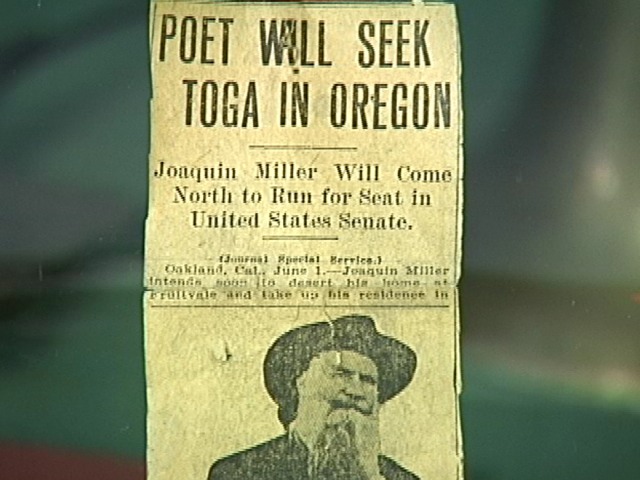 POET WILL SEEK
TOGA IN OREGON
Joaquin Miller Will Come
North to Run for Seat in
United States Senate.
(Journal Special Service.)
Oakland, Cal., June 1.—Joaquin Miller
intends soon to desert his home at
Fruitvale and take up his residence in